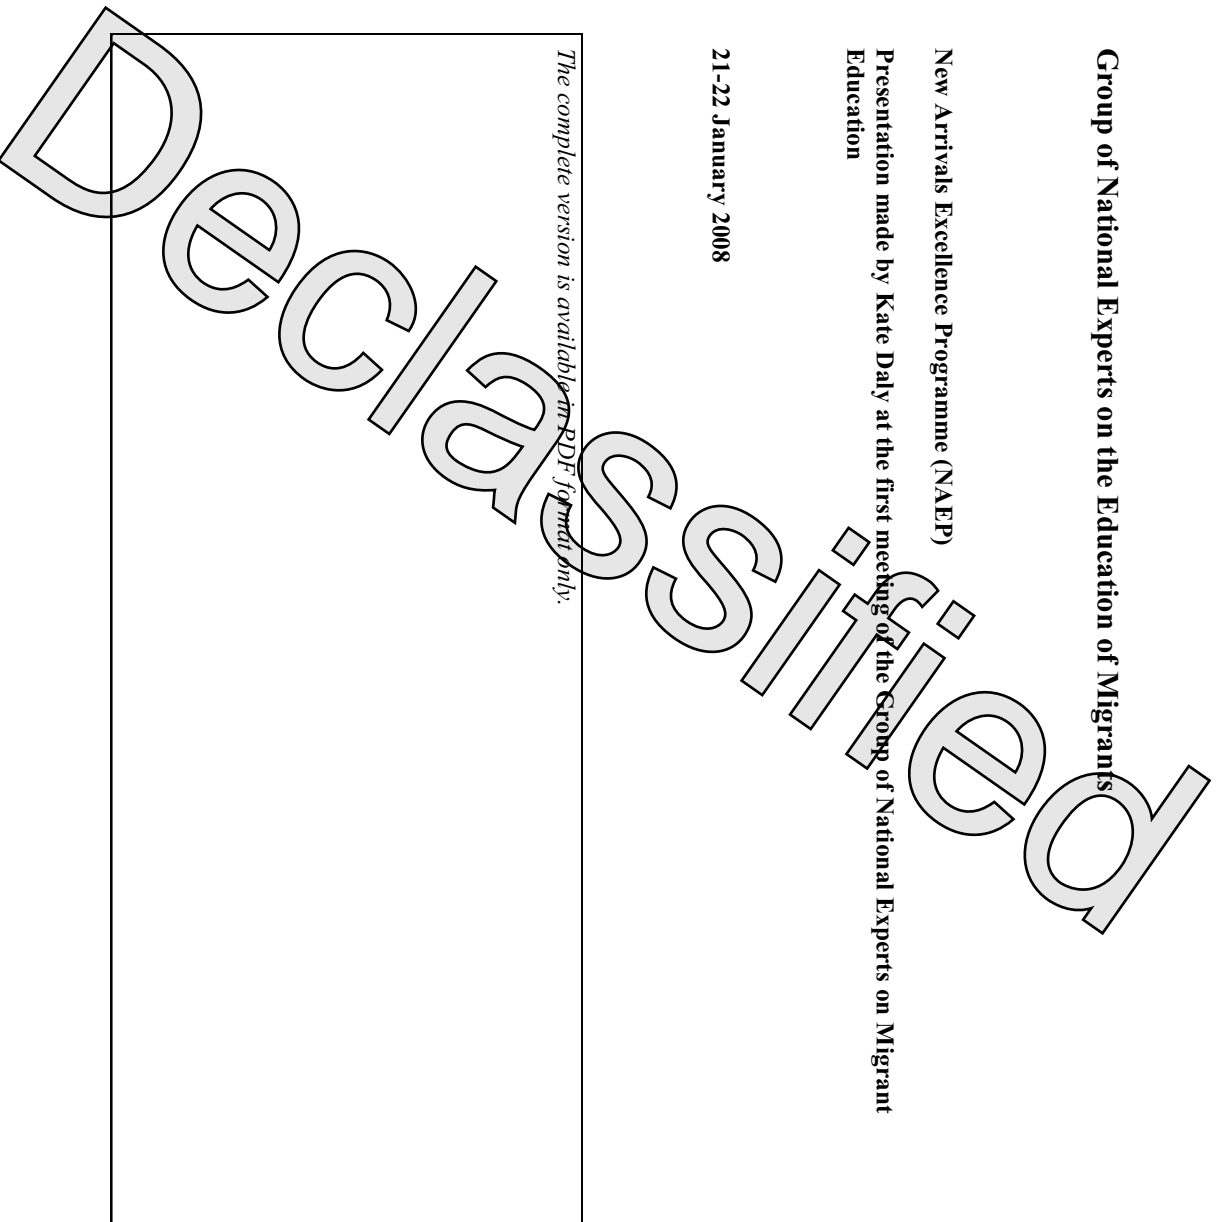 Group of National Experts on the Education of Migrants
New Arrivals Excellence Programme (NAEP)
Presentation made by Kate Daly at the first meeting of the Group of National Experts on Migrant
Education
21-22 January 2008
The complete version is available in PDF format only.
Declassified